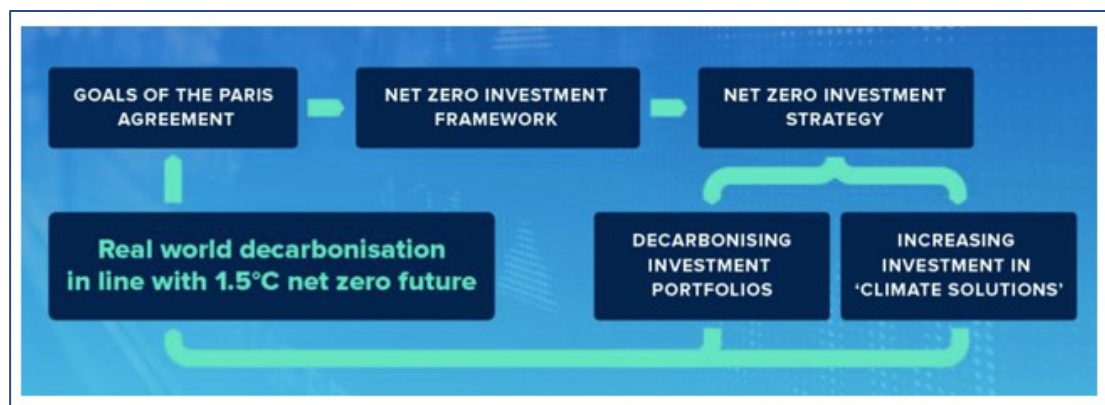 GOALS OF THE PARIS
AGREEMENT
NET ZERO INVESTMENT
FRAMEWORK
NET ZERO INVESTMENT
STRATEGY
Real world decarbonisation
in line with 1.5°C net zero future
DECARBONISING
INVESTMENT
PORTFOLIOS
INCREASING
INVESTMENT IN
‘CLIMATE SOLUTIONS’